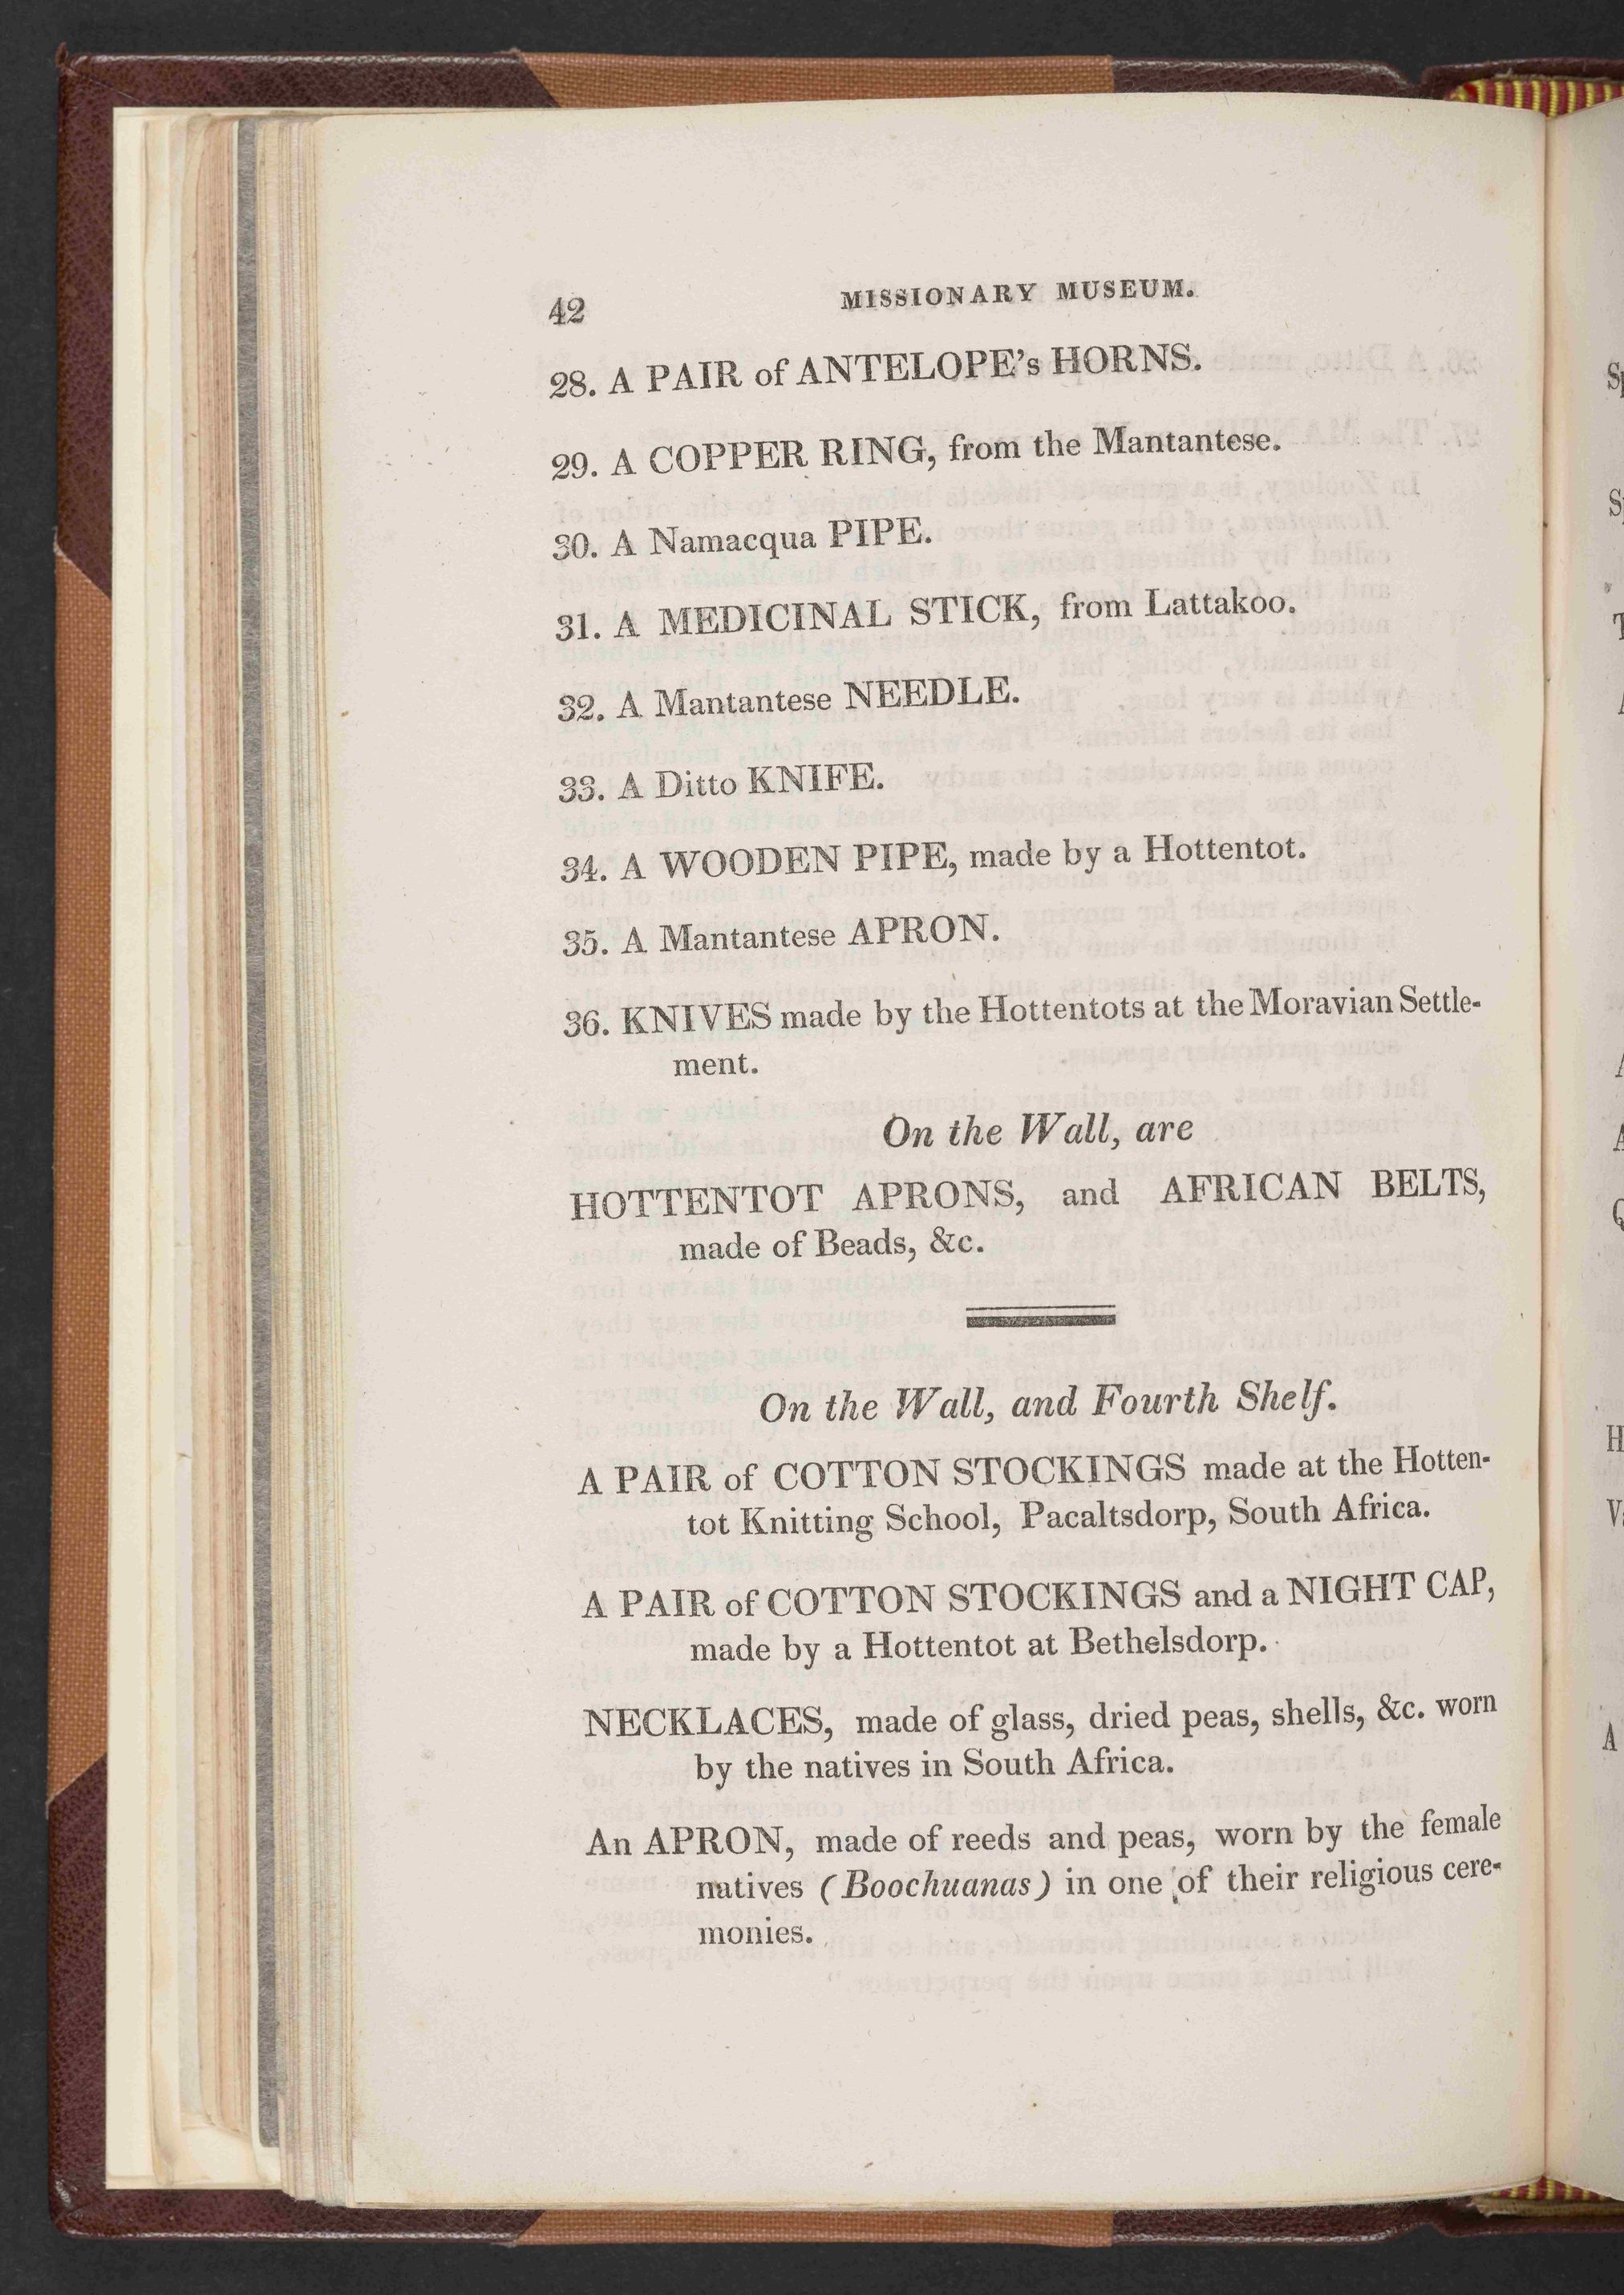 42 MISSIONARY MUSEUM.
28. A PAIR of ANTELOPE's HORNS.
29. A COPPER RING, from the Mantantese.
30. A Namacqua PIPE.
31. A MEDICINAL STICK, from Lattakoo.
32. A Mantantese NEEDLE.
33. A Ditto KNIFE.
34. A WOODEN PIPE, made by a Hottentot.
35. A Mantantese APRON.
36. KNIVES made by the Hottentots at the Moravian Settle-
ment.
On the Wall, are
HOTTENTOT APRONS, and AFRICAN BELTS,
made of Beads, &c.
On the Wall, and Fourth Shelf.
A PAIR of COTTON STOCKINGS made at the Hotten-
tot Knitting School, Pacaltsdorp, South Africa.
A PAIR of COTTON STOCKINGS and a NIGHT CAP,
made by a Hottentot at Bethelsdorp.
NECKLACES, made of glass, dried peas, shells, &c. worn
by the natives in South Africa.
An APRON, made of reeds and peas, worn by the female
natives (Boochuanas) in one of their religious cere-
monies.